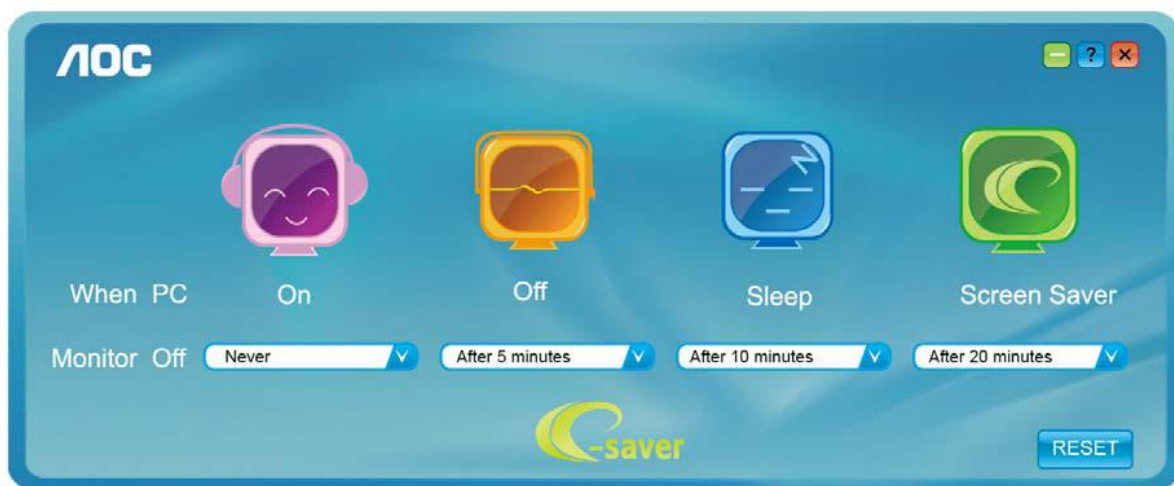 AOC
?
When PC On Off Sleep Screen Saver
Monitor Off Never After 5 minutes After 10 minutes After 20 minutes
e-saver
RESET